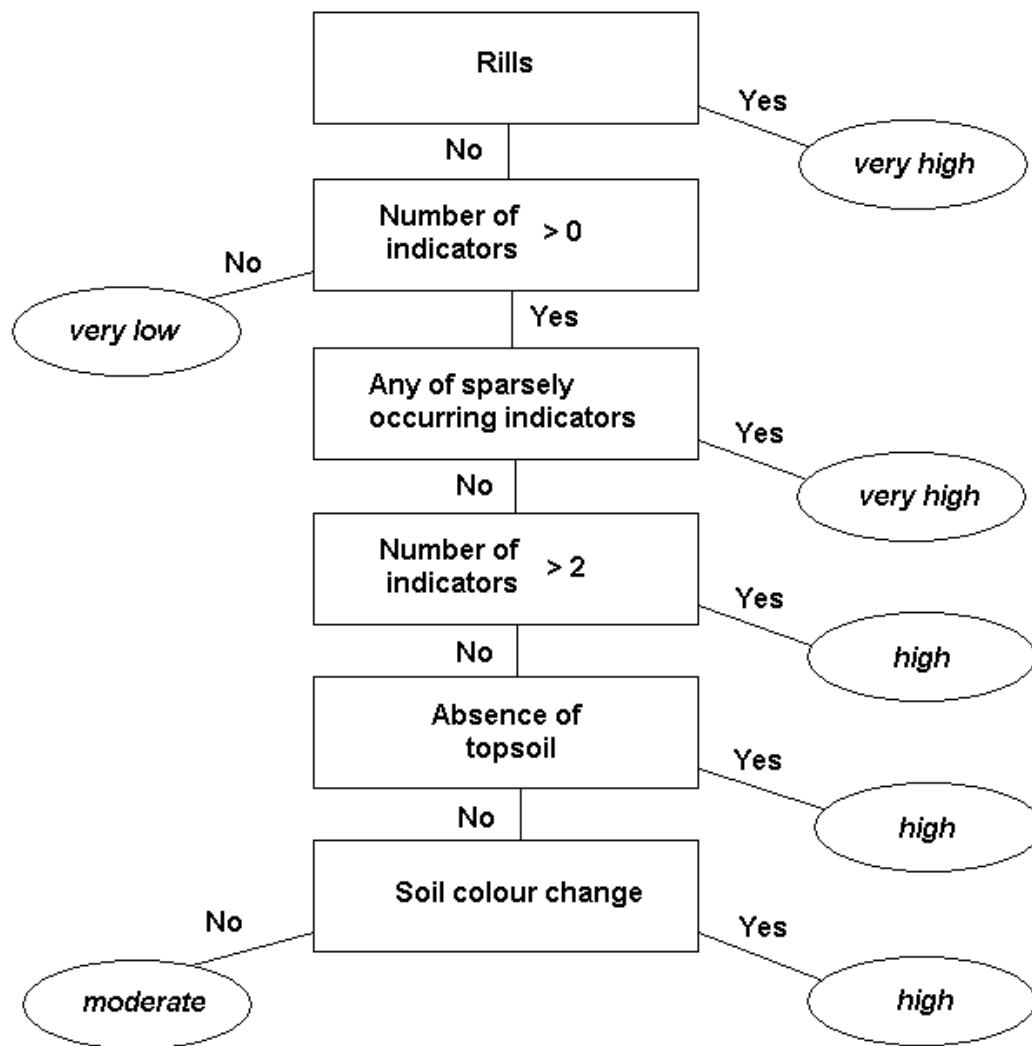 Rills
Yes
very high
No
Number of
indicators > 0
No
very low
Yes
Any of sparsely
occurring indicators
Yes
very high
No
Number of
indicators > 2
Yes
high
No
Absence of
topsoil
Yes
high
No
Soil colour change
No
moderate
Yes
high